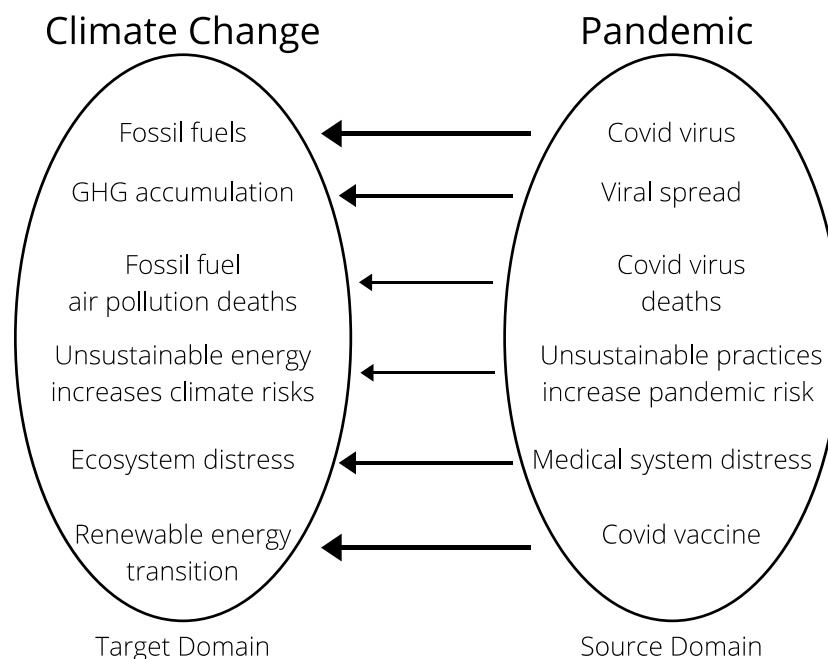 Climate Change
Pandemic
Fossil fuels
Covid virus
GHG accumulation
Viral spread
Fossil fuel
air pollution deaths
Covid virus
deaths
Unsustainable energy
increases climate risks
Unsustainable practices
increase pandemic risk
Ecosystem distress
Medical system distress
Renewable energy
transition
Covid vaccine
Target Domain
Source Domain